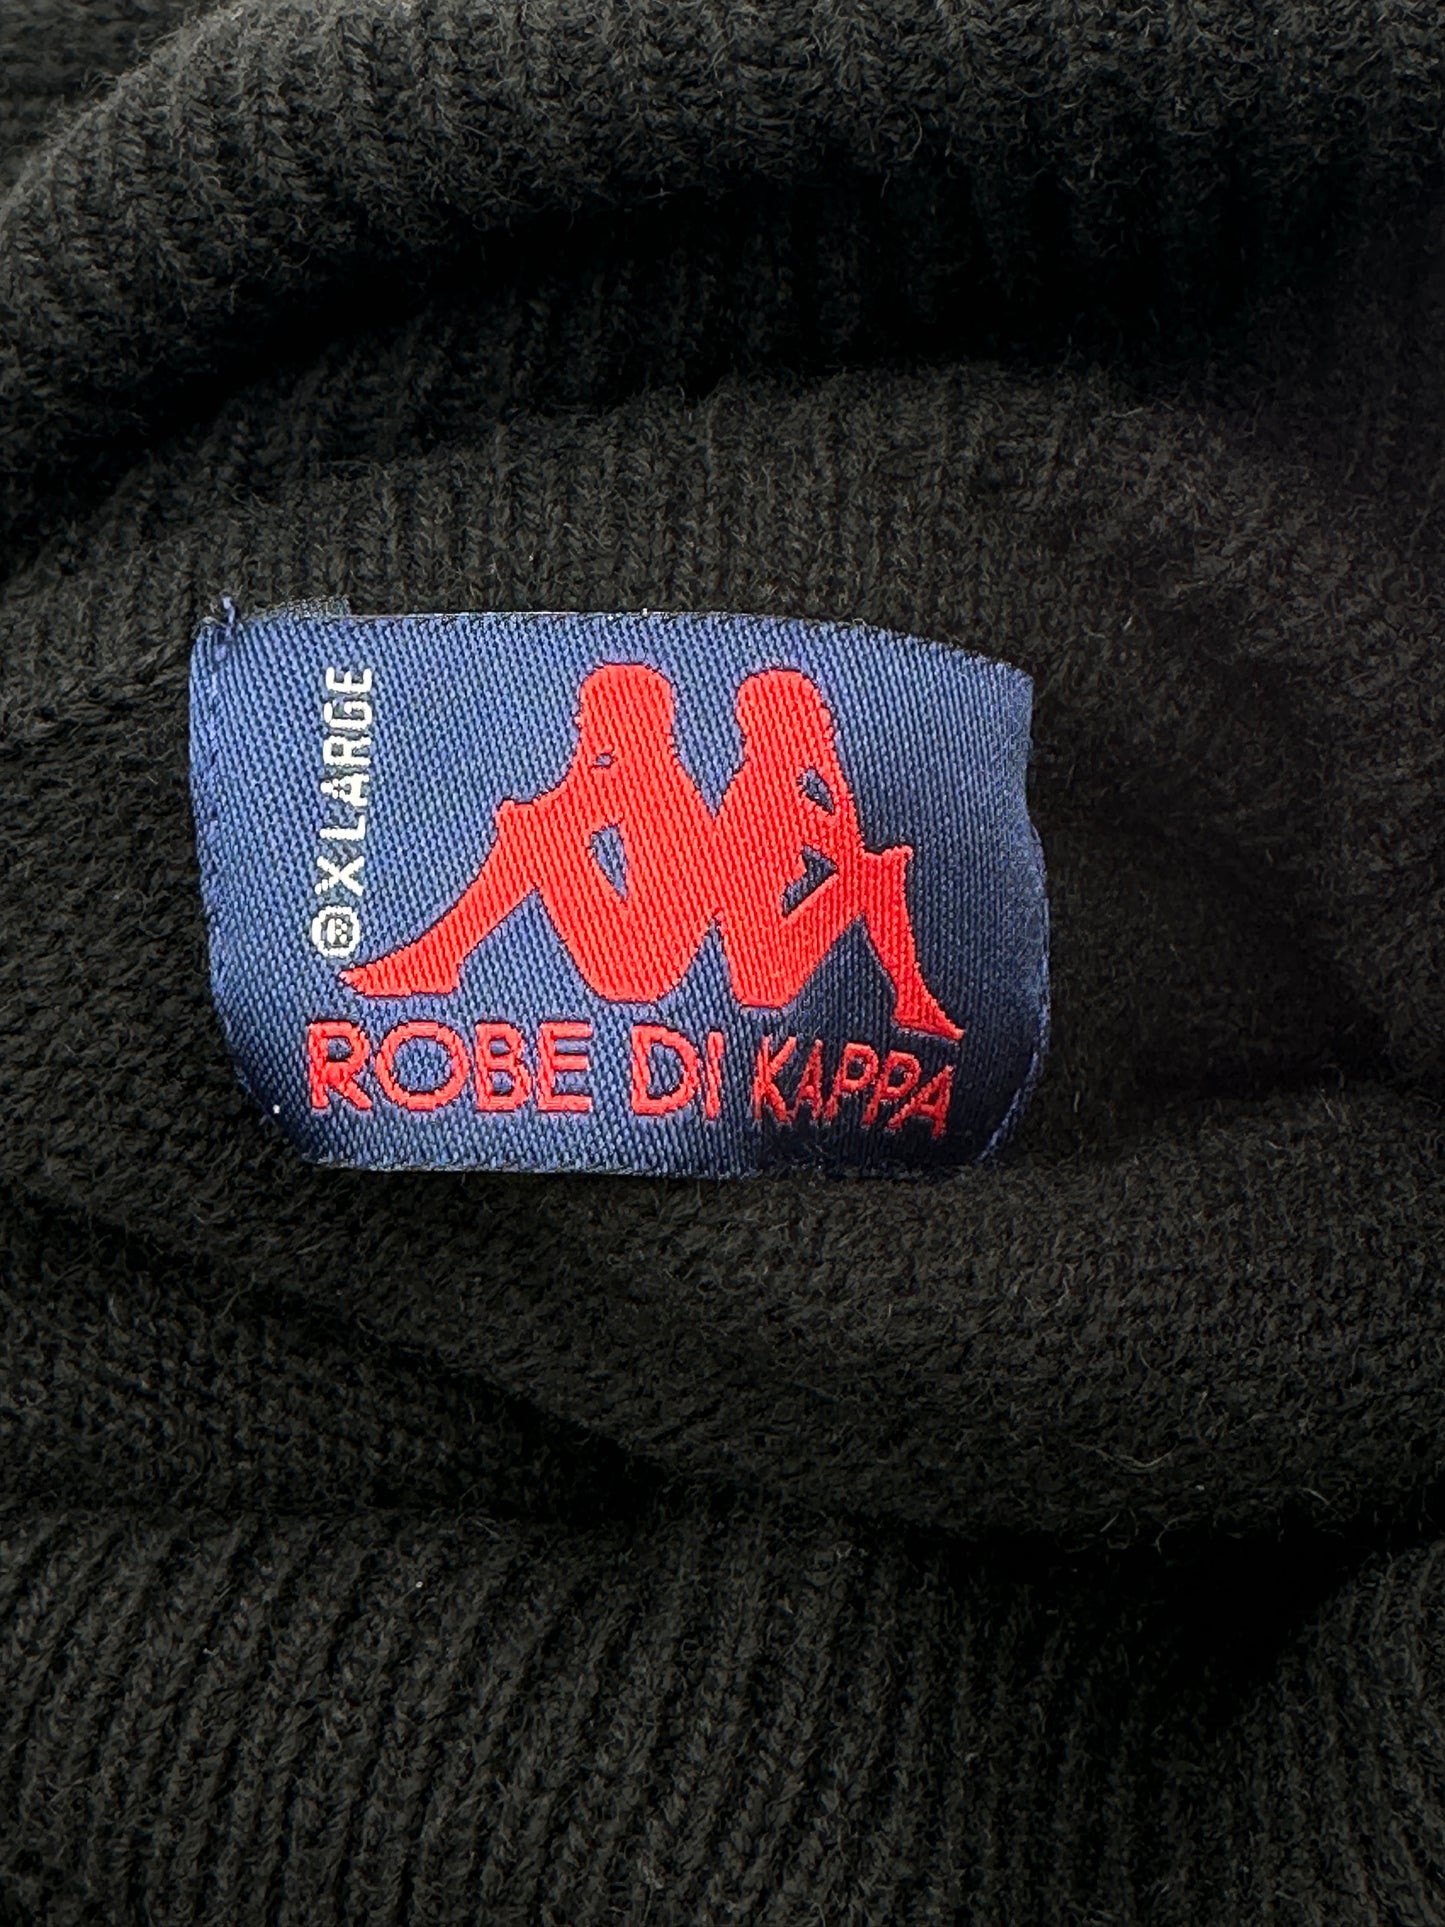 ® X LARGE
ROBE DI KAPPA